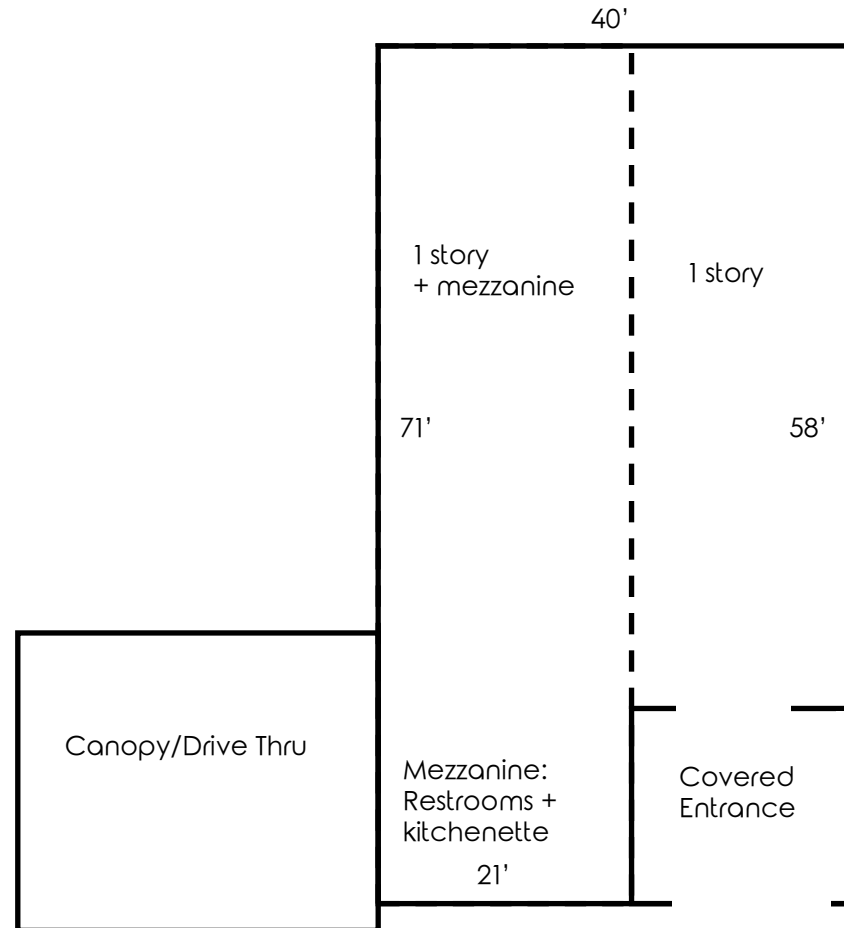 40’
1 story
+ mezzanine
1 story
71’
58’
Canopy/Drive Thru
Mezzanine:
Restrooms +
kitchenette
Covered
Entrance
21’